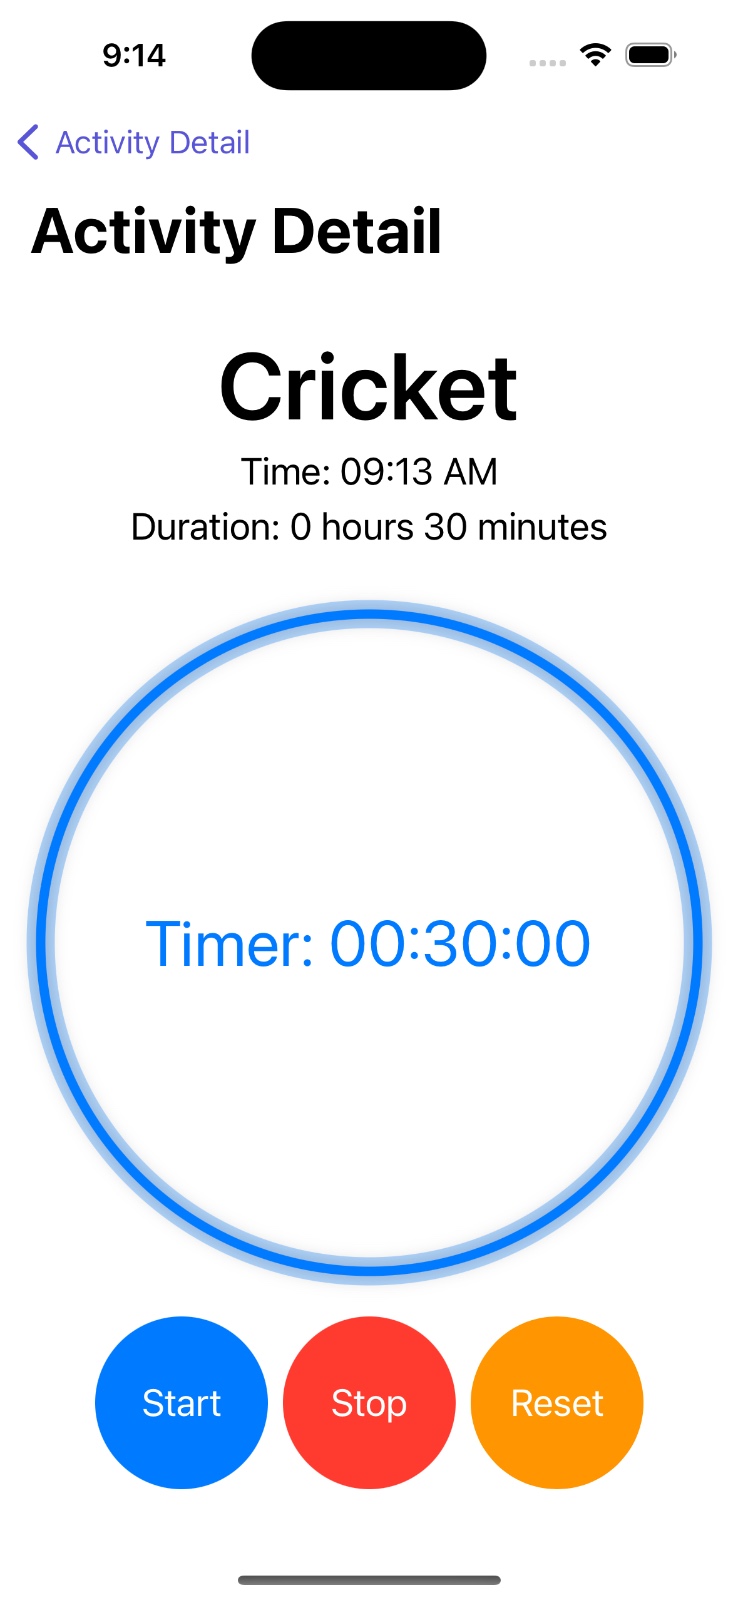 9:14
Activity Detail
Activity Detail
Cricket
Time: 09:13 AM
Duration: 0 hours 30 minutes
Timer: 00:30:00
Start Stop Reset